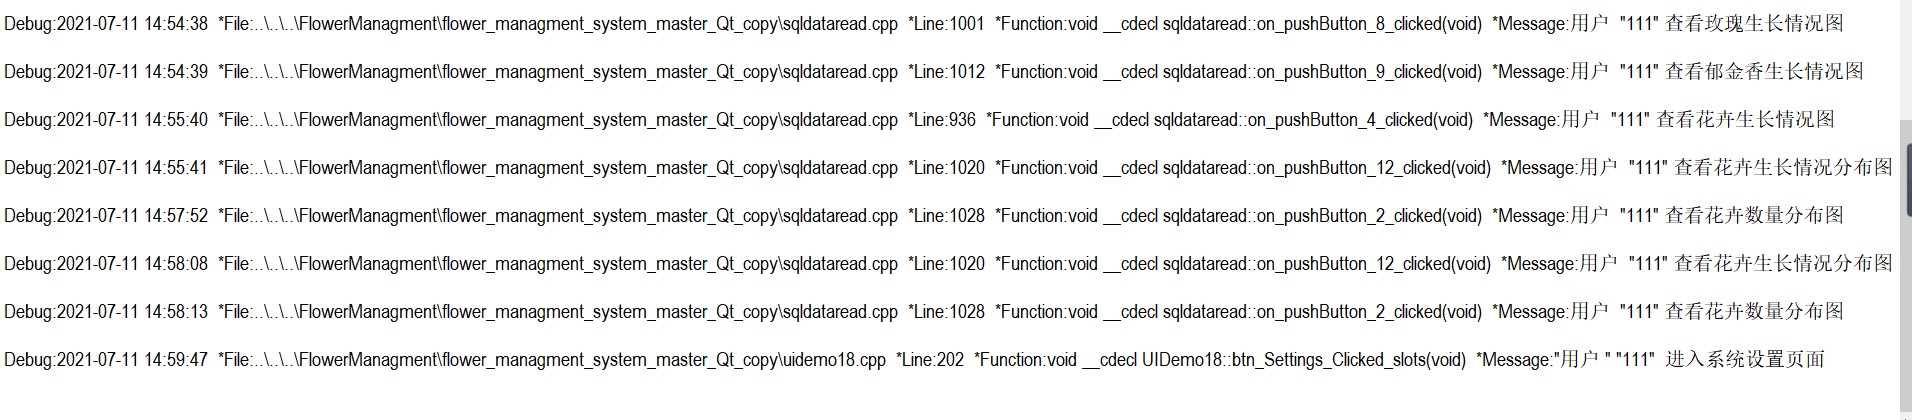 Debug:2021-07-11 14:54:38  *File:..\..\..\FlowerManagment\flower_managment_system_master_Qt_copy\sqldataread.cpp  *Line:1001  *Function:void __cdecl sqldataread::on_pushButton_8_clicked(void)  *Message:用户  "111" 查看玫瑰生长情况图
Debug:2021-07-11 14:54:39  *File:..\..\..\FlowerManagment\flower_managment_system_master_Qt_copy\sqldataread.cpp  *Line:1012  *Function:void __cdecl sqldataread::on_pushButton_9_clicked(void)  *Message:用户  "111" 查看郁金香生长情况图
Debug:2021-07-11 14:55:40  *File:..\..\..\FlowerManagment\flower_managment_system_master_Qt_copy\sqldataread.cpp  *Line:936  *Function:void __cdecl sqldataread::on_pushButton_4_clicked(void)  *Message:用户  "111" 查看花卉生长情况图
Debug:2021-07-11 14:55:41  *File:..\..\..\FlowerManagment\flower_managment_system_master_Qt_copy\sqldataread.cpp  *Line:1020  *Function:void __cdecl sqldataread::on_pushButton_12_clicked(void)  *Message:用户  "111" 查看花卉生长情况分布图
Debug:2021-07-11 14:57:52  *File:..\..\..\FlowerManagment\flower_managment_system_master_Qt_copy\sqldataread.cpp  *Line:1028  *Function:void __cdecl sqldataread::on_pushButton_2_clicked(void)  *Message:用户  "111" 查看花卉数量分布图
Debug:2021-07-11 14:58:08  *File:..\..\..\FlowerManagment\flower_managment_system_master_Qt_copy\sqldataread.cpp  *Line:1020  *Function:void __cdecl sqldataread::on_pushButton_12_clicked(void)  *Message:用户  "111" 查看花卉生长情况分布图
Debug:2021-07-11 14:58:13  *File:..\..\..\FlowerManagment\flower_managment_system_master_Qt_copy\sqldataread.cpp  *Line:1028  *Function:void __cdecl sqldataread::on_pushButton_2_clicked(void)  *Message:用户  "111" 查看花卉数量分布图
Debug:2021-07-11 14:59:47  *File:..\..\..\FlowerManagment\flower_managment_system_master_Qt_copy\uidemo18.cpp  *Line:202  *Function:void __cdecl UIDemo18::btn_Settings_Clicked_slots(void)  *Message:"用户 " "111"  进入系统设置页面